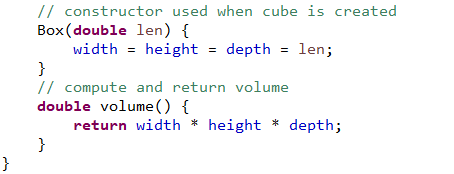 // constructor used when cube is created
Box(double len) {
width = height = depth = len;
}
// compute and return volume
double volume() {
return width * height * depth;
}
}